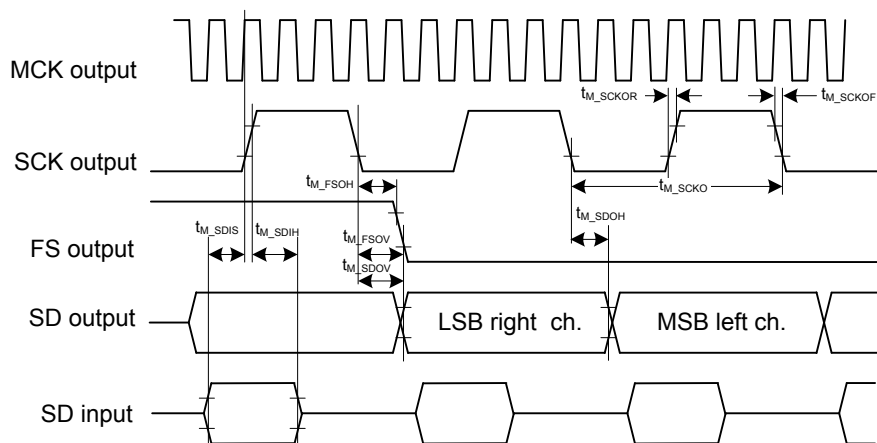 MCK output
tM_SCKOR
tM_SCKOF
SCK output
tM_FSOH
tM_SCKO
tM_SDIS
tM_SDIH
tM_FSOV
tM_SDOH
FS output
tM_SDOV
SD output
LSB right ch.
MSB left ch.
SD input